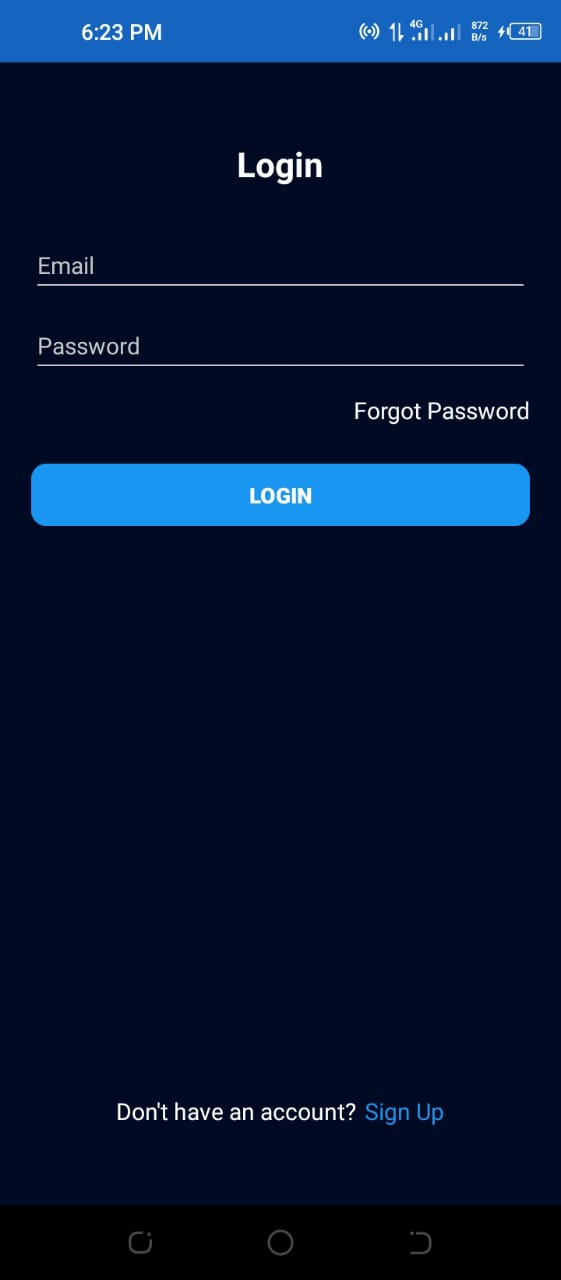 6:23 PM 4G 872 B/s 41
Login
Email
Password
Forgot Password
LOGIN
Don't have an account? Sign Up